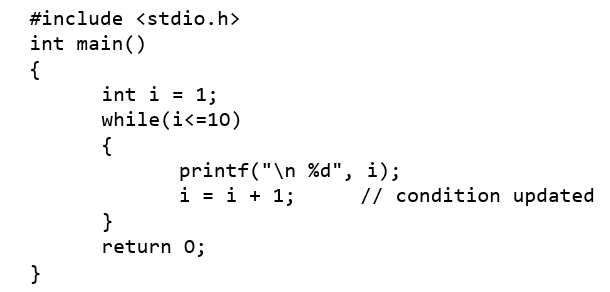 #include <stdio.h>
int main()
{
int i = 1;
while(i<=10)
{
printf("\n %d", i);
i = i + 1; // condition updated
}
return 0;
}